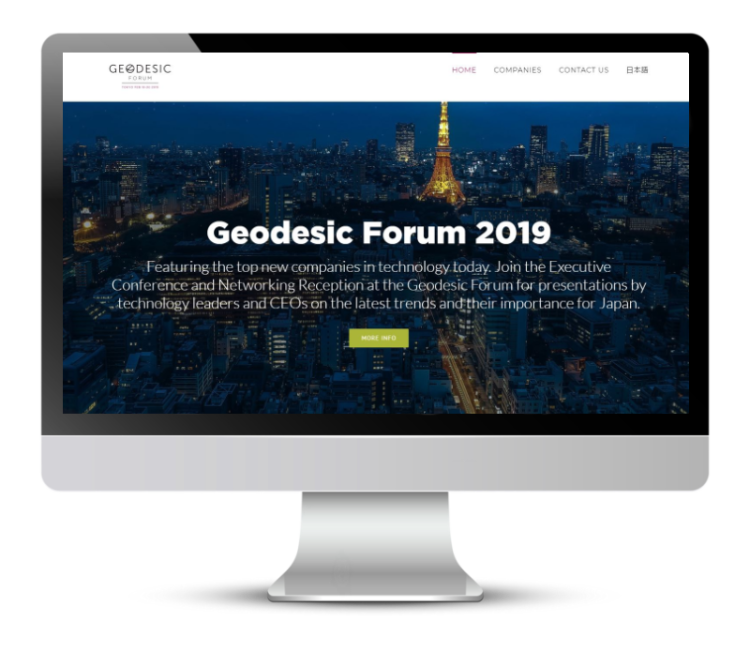 GEODESIC
FORUM
HOME COMPANIES CONTACT US 日本語
Geodesic Forum 2019
Featuring the top new companies in technology today. Join the Executive
Conference and Networking Reception at the Geodesic Forum for presentations by
technology leaders and CEOs on the latest trends and their importance for Japan.
MORE INFO